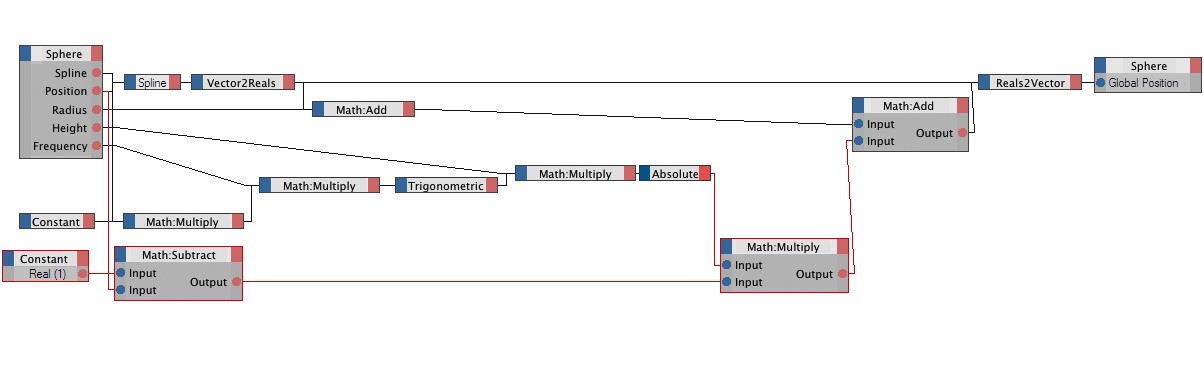 Sphere
Spline
Position
Radius
Height
Frequency
Spline
Vector2Reals
Math:Add
Math:Multiply
Trigonometric
Math:Multiply
Absolute
Constant
Math:Multiply
Constant
Real (1)
Math:Subtract
Input
Input
Output
Math:Multiply
Input
Input
Output
Math:Add
Input
Input
Output
Reals2Vector
Sphere
Global Position